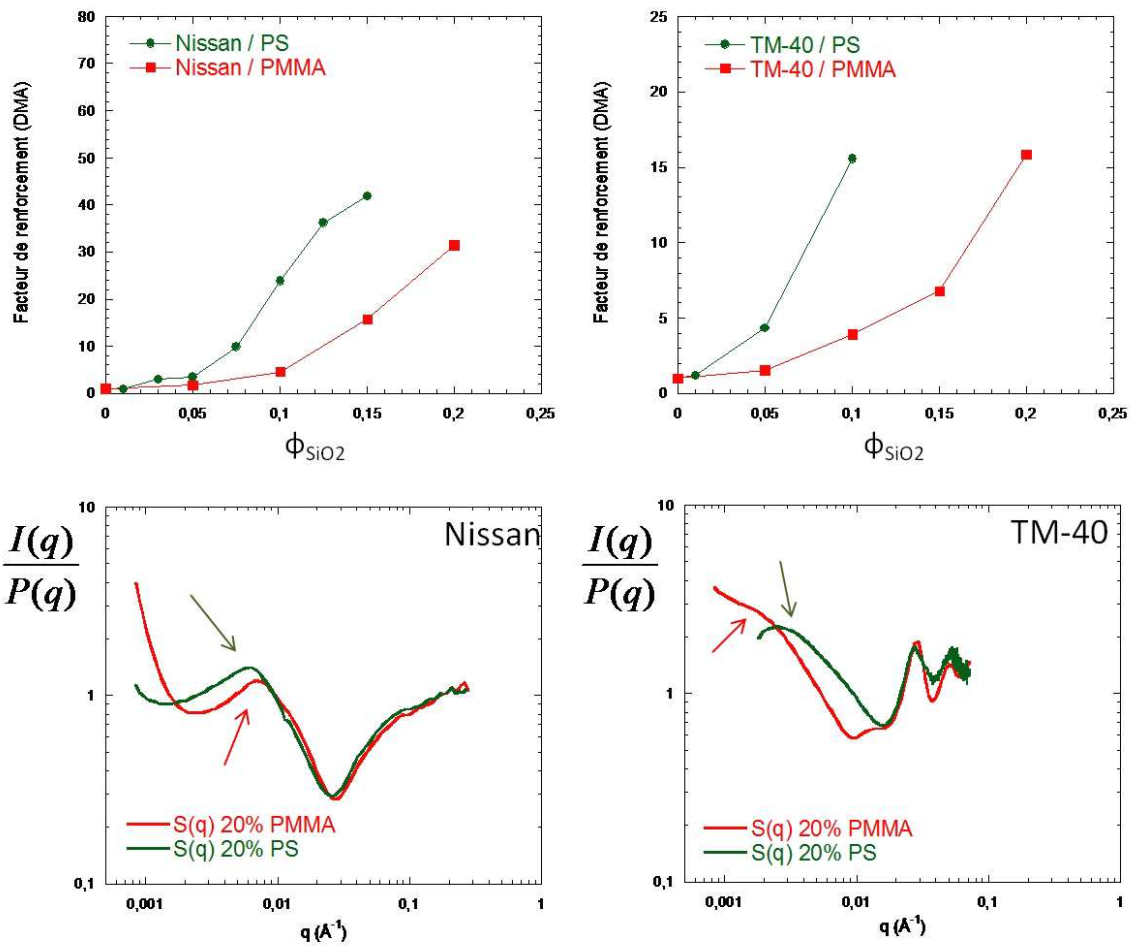 Nissan / PS
Nissan / PMMA
Facteur de renforcement (DMA)
80
70
60
50
40
30
20
10
0
0
0,05
0,1
0,15
0,2
0,25
ϕSiO2
TM-40 / PS
TM-40 / PMMA
Facteur de renforcement (DMA)
25
20
15
10
5
0
0
0,05
0,1
0,15
0,2
0,25
ϕSiO2
I(q)
P(q)
Nissan
10
1
0,1
S(q) 20% PMMA
S(q) 20% PS
0,001
0,01
0,1
1
q (Å-1)
I(q)
P(q)
TM-40
10
1
0,1
S(q) 20% PMMA
S(q) 20% PS
0,001
0,01
0,1
1
q (Å-1)